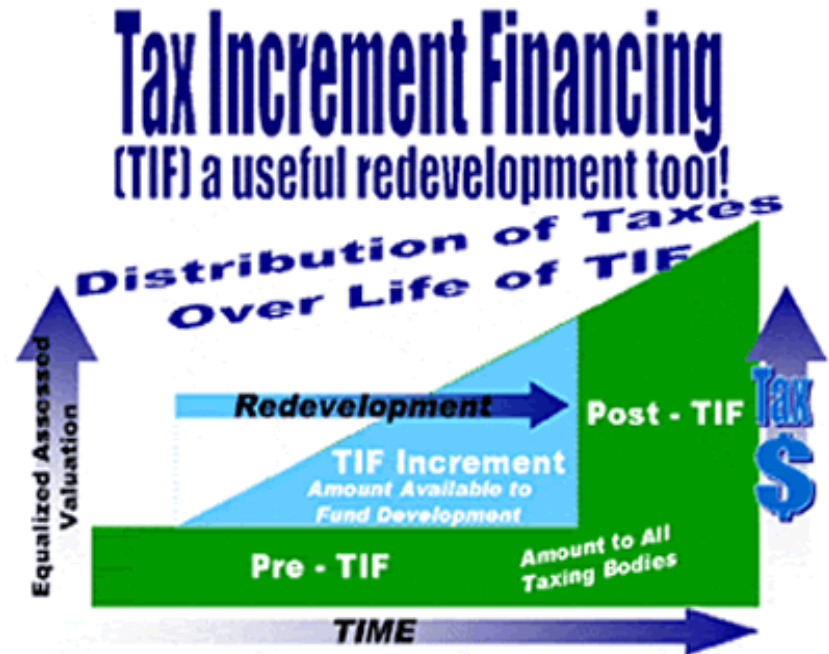 Tax Increment Financing
(TIF) a useful redevelopment tool!
Distribution of Taxes
Over Life of TIF
Equalized Assessed
Valuation
Redevelopment
TIF Increment
Amount Available to
Fund Development
Post - TIF
Tax
$
Pre - TIF
Amount to All
Taxing Bodies
TIME